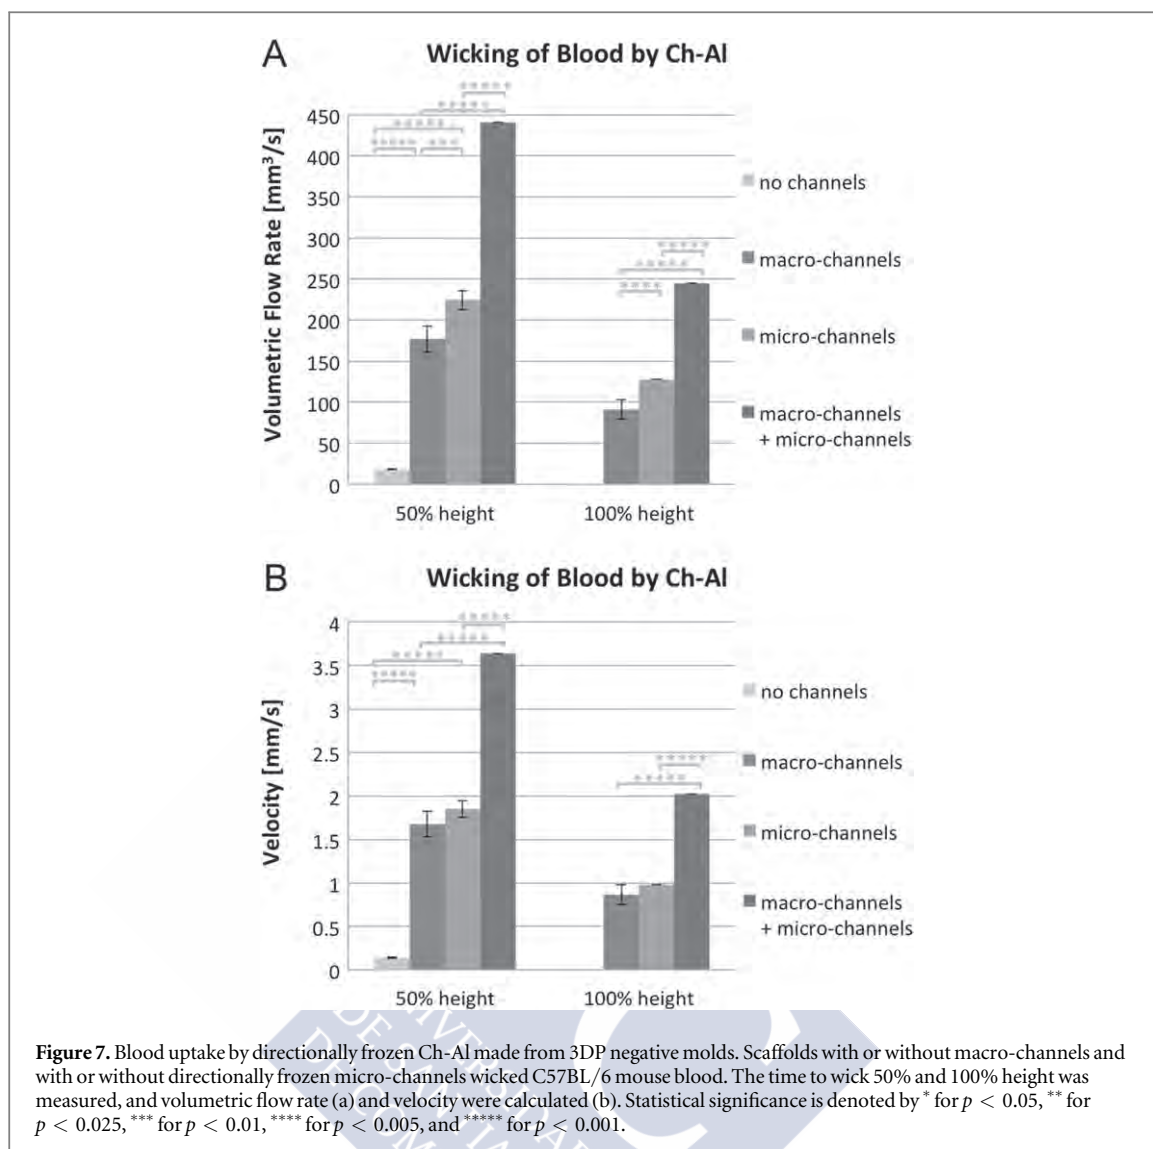 A
Wicking of Blood by Ch-Al
Volumetric Flow Rate [mm³/s]
450
400
350
300
250
200
150
100
50
0
*****
*****
*****
*****
***
*****
*****
****
50% height
100% height
no channels
macro-channels
micro-channels
macro-channels
+ micro-channels
B
Wicking of Blood by Ch-Al
Velocity [mm/s]
4
3.5
3
2.5
2
1.5
1
0.5
0
*****
*****
*****
*****
*****
*****
50% height
100% height
no channels
macro-channels
micro-channels
macro-channels
+ micro-channels
Figure 7. Blood uptake by directionally frozen Ch-Al made from 3DP negative molds. Scaffolds with or without macro-channels and
with or without directionally frozen micro-channels wicked C57BL/6 mouse blood. The time to wick 50% and 100% height was
measured, and volumetric flow rate (a) and velocity were calculated (b). Statistical significance is denoted by * for p < 0.05, ** for
p < 0.025, *** for p < 0.01, **** for p < 0.005, and ***** for p < 0.001.